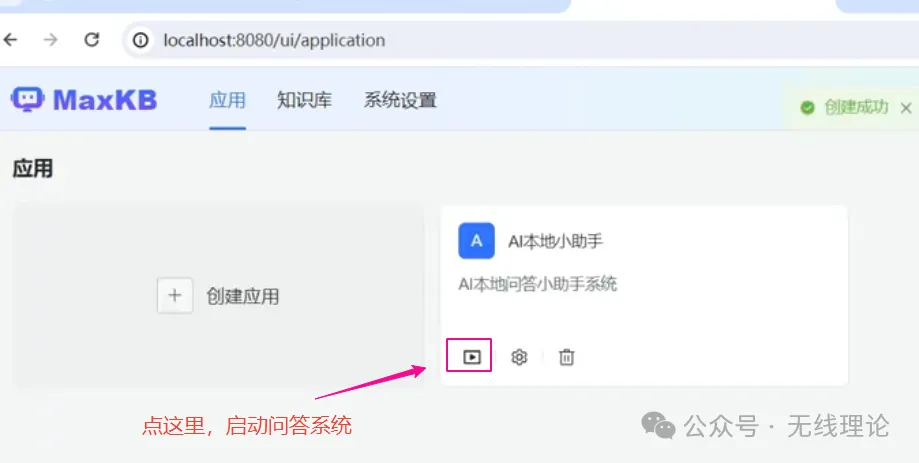 localhost:8080/ui/application
MaxKB 应用 知识库 系统设置 创建成功
应用
A AI本地小助手
AI本地问答小助手系统
创建应用
点这里，启动问答系统
公众号 · 无线理论